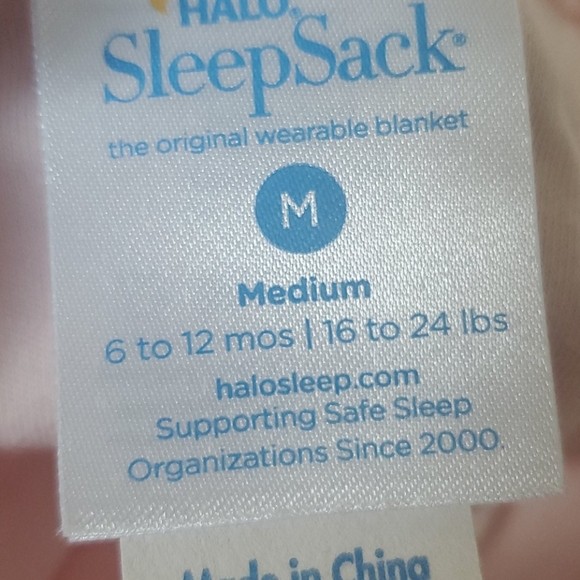 HALO®
SleepSack®
the original wearable blanket
M
Medium
6 to 12 mos | 16 to 24 lbs
halosleep.com
Supporting Safe Sleep
Organizations Since 2000.
Made in China